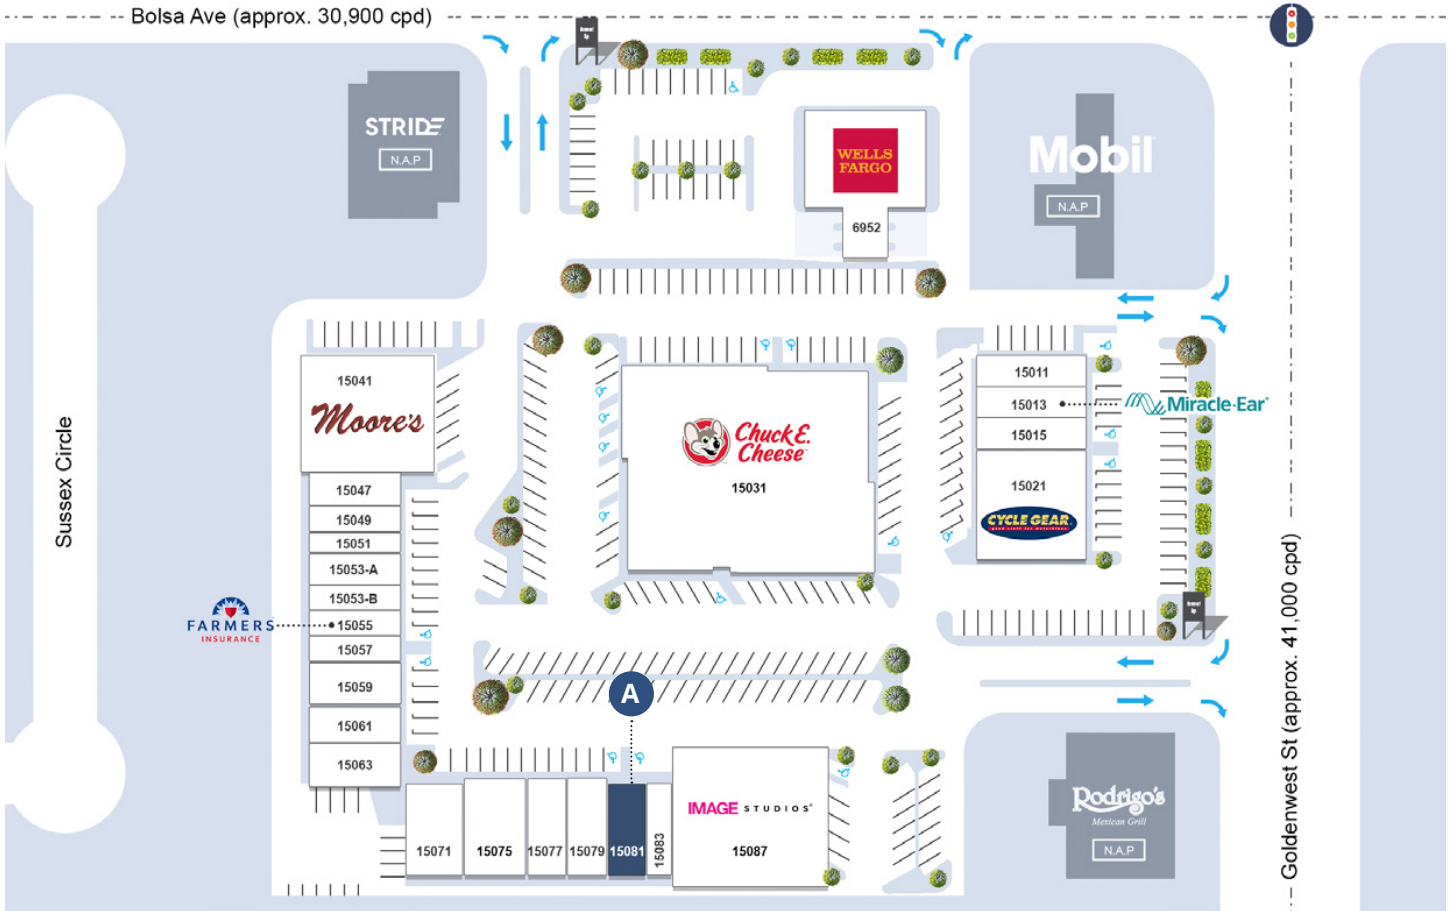 Bolsa Ave (approx. 30,900 cpd)
STRIDE
N.A.P
WELLS
FARGO
6952
Mobil
N.A.P
Sussex Circle
15041
Moore's
15047
15049
15051
15053-A
15053-B
FARMERS
INSURANCE
15055
15057
15059
15061
15063
Chuck E.
Cheese
15031
15011
15013
Miracle-Ear
15015
15021
CYCLE GEAR
Goldenwest St (approx. 41,000 cpd)
A
15071
15075
15077
15079
15081
15083
IMAGE STUDIOS
15087
Rodrigo's
Mexican Grill
N.A.P